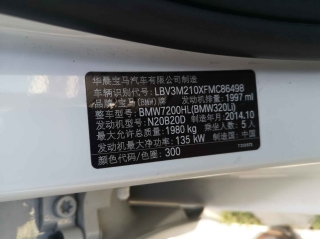 华晨宝马汽车有限公司制造
车辆识别代号: LBV3M210XFMC86498
品牌:宝马(BMW)牌 发动机排量: 1997 ml
整车型号: BMW7200HL(BMW320Li)
发动机型号: N20B20D 制造年月: 2014.10
最大允许总质量: 1980 kg 乘坐人数: 5 人
发动机最大净功率: 135 kW 制造国: 中国
颜色代号/色圈: 300